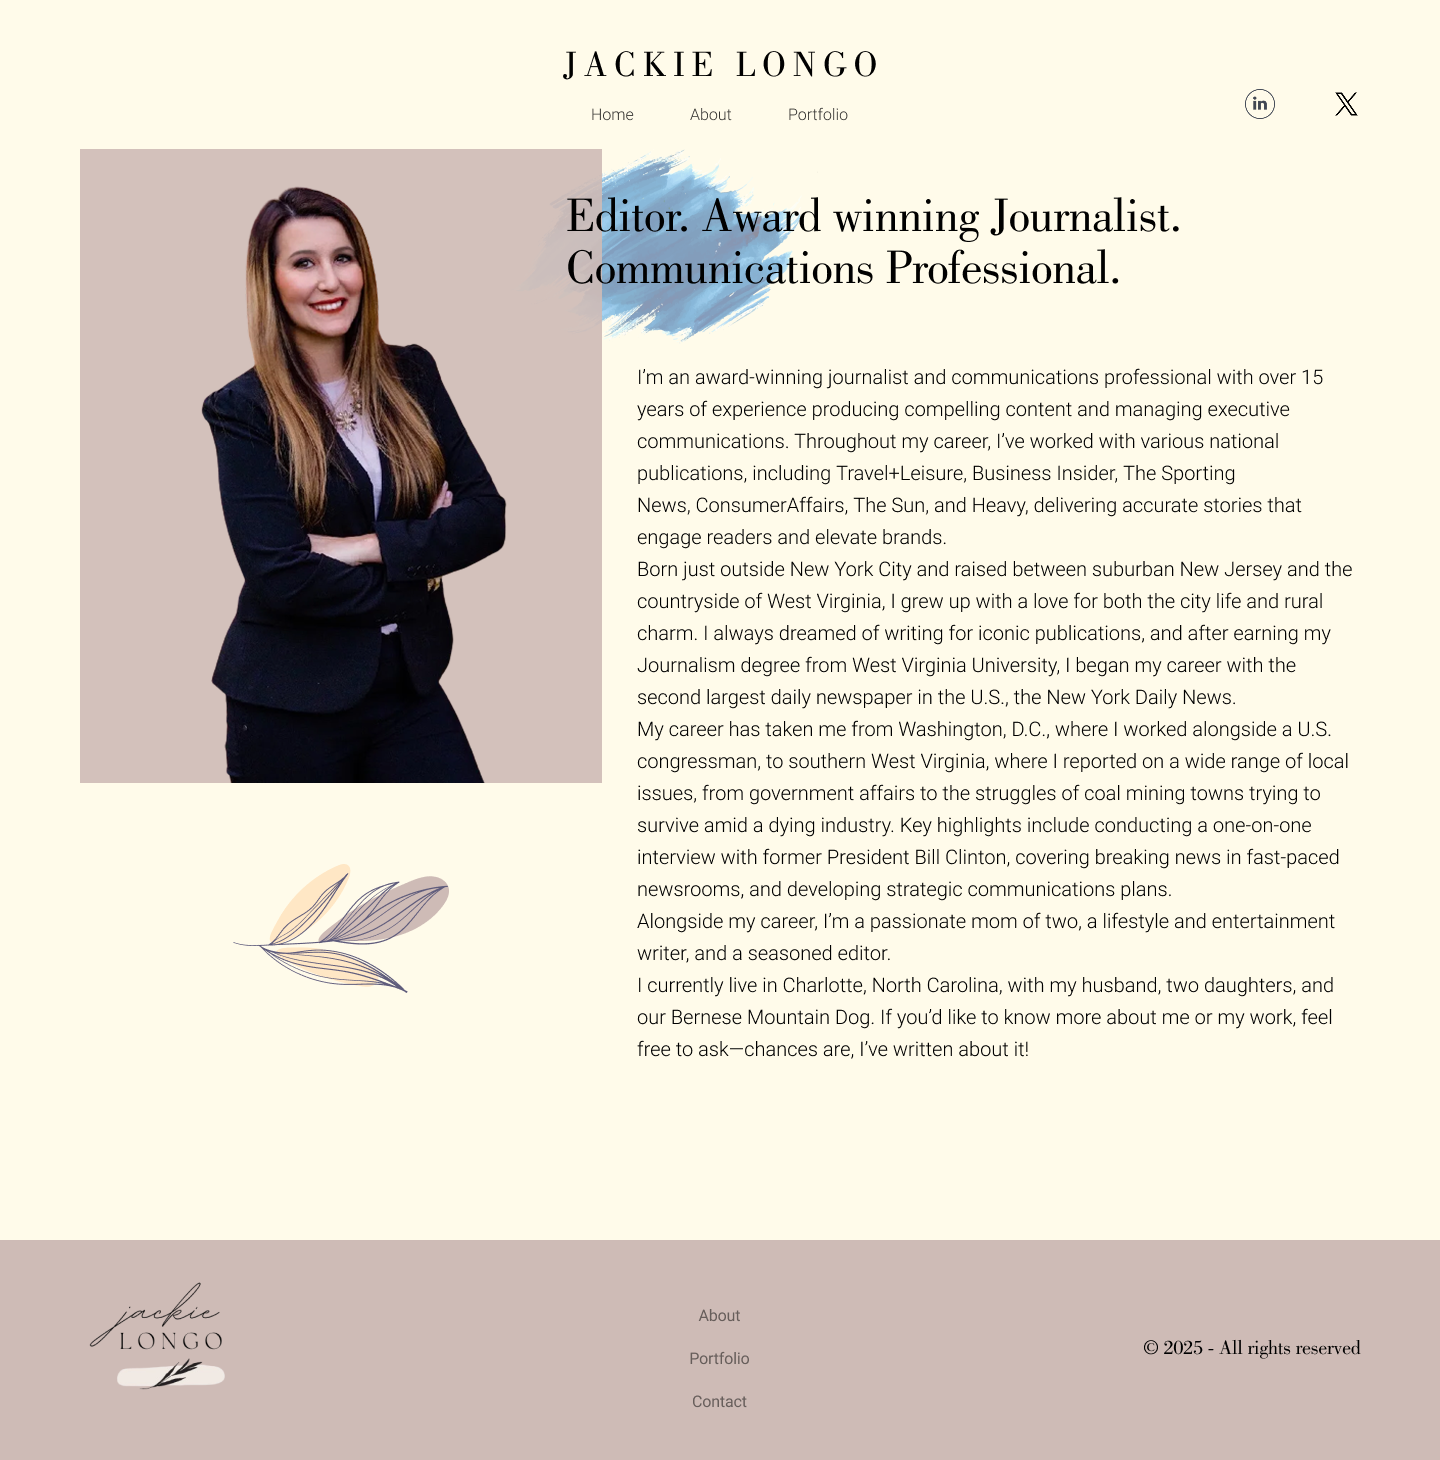 JACKIE LONGO
Home About Portfolio
in
X
Editor. Award winning Journalist.
Communications Professional.
I’m an award-winning journalist and communications professional with over 15
years of experience producing compelling content and managing executive
communications. Throughout my career, I’ve worked with various national
publications, including Travel+Leisure, Business Insider, The Sporting
News, ConsumerAffairs, The Sun, and Heavy, delivering accurate stories that
engage readers and elevate brands.
Born just outside New York City and raised between suburban New Jersey and the
countryside of West Virginia, I grew up with a love for both the city life and rural
charm. I always dreamed of writing for iconic publications, and after earning my
Journalism degree from West Virginia University, I began my career with the
second largest daily newspaper in the U.S., the New York Daily News.
My career has taken me from Washington, D.C., where I worked alongside a U.S.
congressman, to southern West Virginia, where I reported on a wide range of local
issues, from government affairs to the struggles of coal mining towns trying to
survive amid a dying industry. Key highlights include conducting a one-on-one
interview with former President Bill Clinton, covering breaking news in fast-paced
newsrooms, and developing strategic communications plans.
Alongside my career, I’m a passionate mom of two, a lifestyle and entertainment
writer, and a seasoned editor.
I currently live in Charlotte, North Carolina, with my husband, two daughters, and
our Bernese Mountain Dog. If you’d like to know more about me or my work, feel
free to ask—chances are, I’ve written about it!
jackie
LONGO
About
Portfolio
Contact
© 2025 - All rights reserved